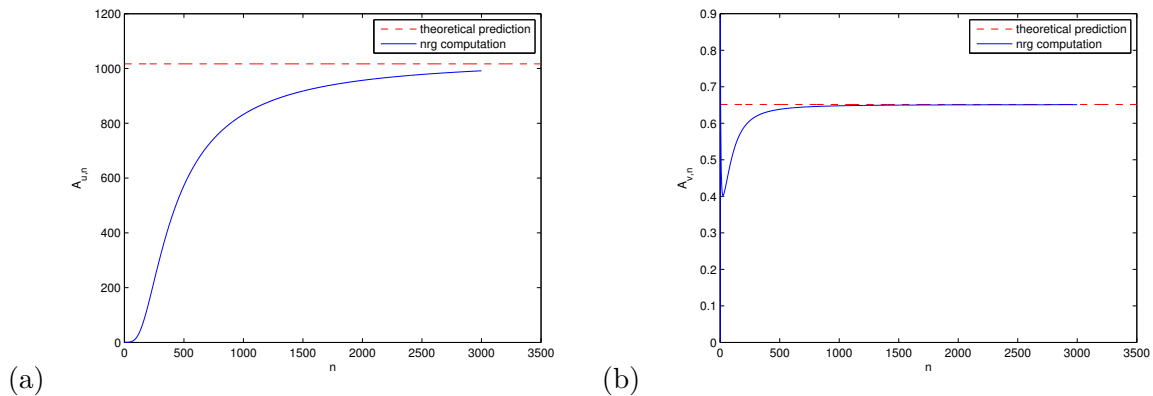 1200
1000
800
600
400
200
0
A_{u,n}
theoretical prediction
nrg computation
0 500 1000 1500 2000 2500 3000 3500
n
(a)
0.9
0.8
0.7
0.6
0.5
0.4
0.3
0.2
0.1
0
A_{v,n}
theoretical prediction
nrg computation
0 500 1000 1500 2000 2500 3000 3500
n
(b)